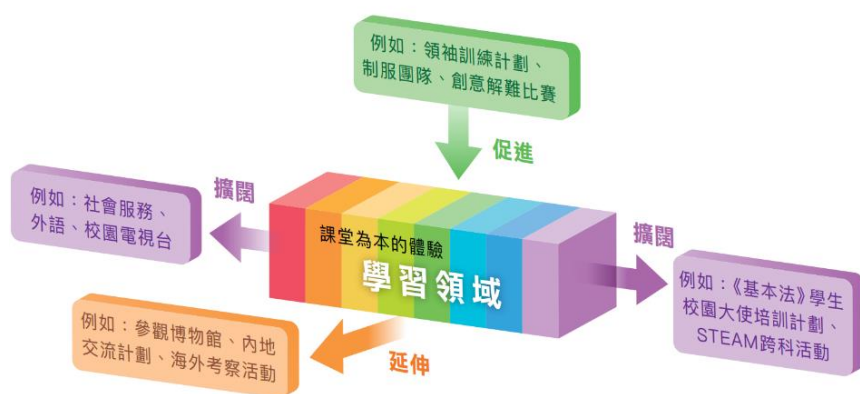 例如：領袖訓練計劃、
制服團隊、創意解難比賽
促進
擴闊
例如：社會服務、
外語、校園電視台
課堂為本的體驗
學習領域
擴闊
例如：《基本法》學生
校園大使培訓計劃、
STEAM跨科活動
例如：參觀博物館、內地
交流計劃、海外考察活動
延伸